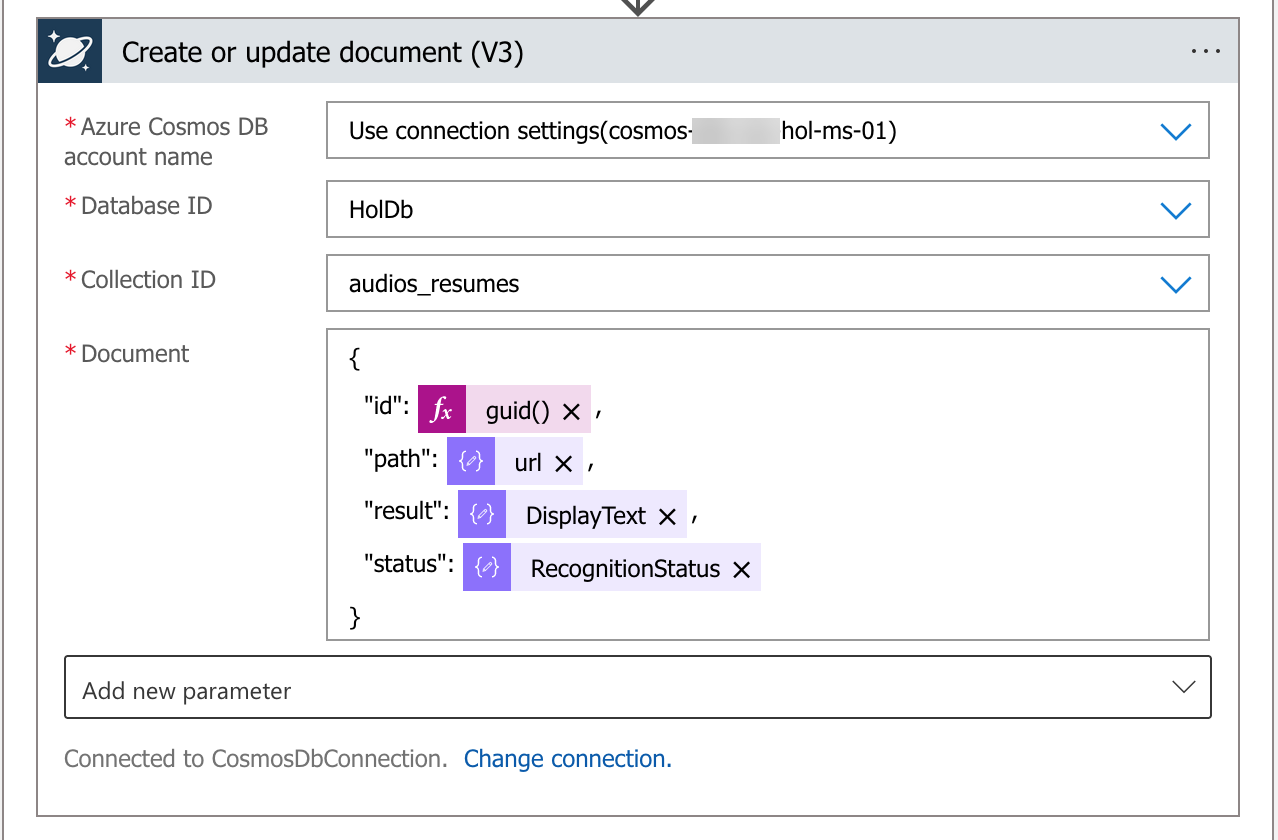 Create or update document (V3)
* Azure Cosmos DB account name
Use connection settings(cosmos- hol-ms-01)
* Database ID
HolDb
* Collection ID
audios_resumes
* Document
{
"id": fx guid() ,
"path": url ,
"result": DisplayText ,
"status": RecognitionStatus
}
Add new parameter
Connected to CosmosDbConnection. Change connection.